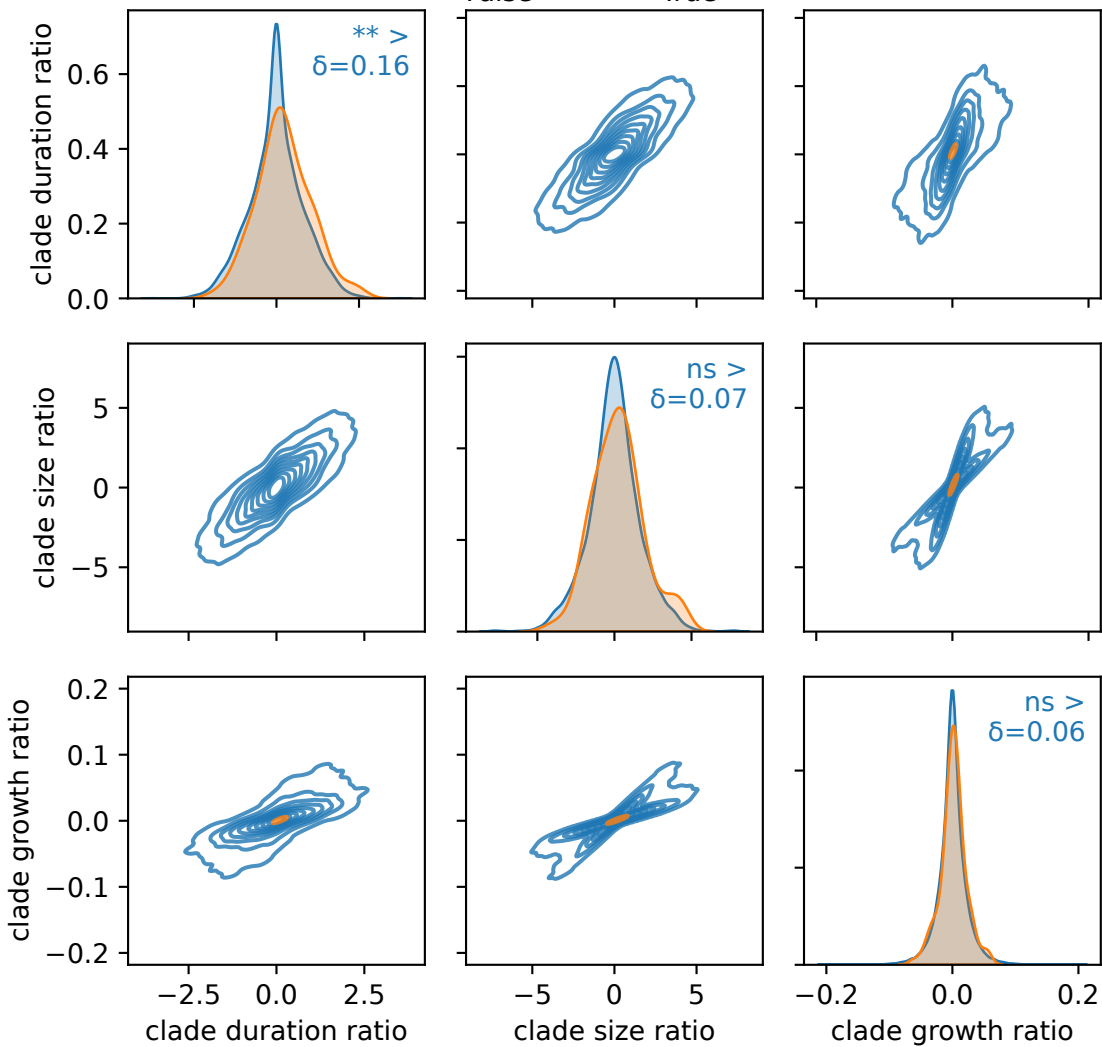 clade duration ratio
0.6
0.4
0.2
0.0
** >
δ=0.16
clade size ratio
5
0
−5
ns >
δ=0.07
clade growth ratio
0.2
0.1
0.0
−0.1
−0.2
ns >
δ=0.06
−2.5 0.0 2.5
−5 0 5
−0.2 0.0 0.2
clade duration ratio
clade size ratio
clade growth ratio